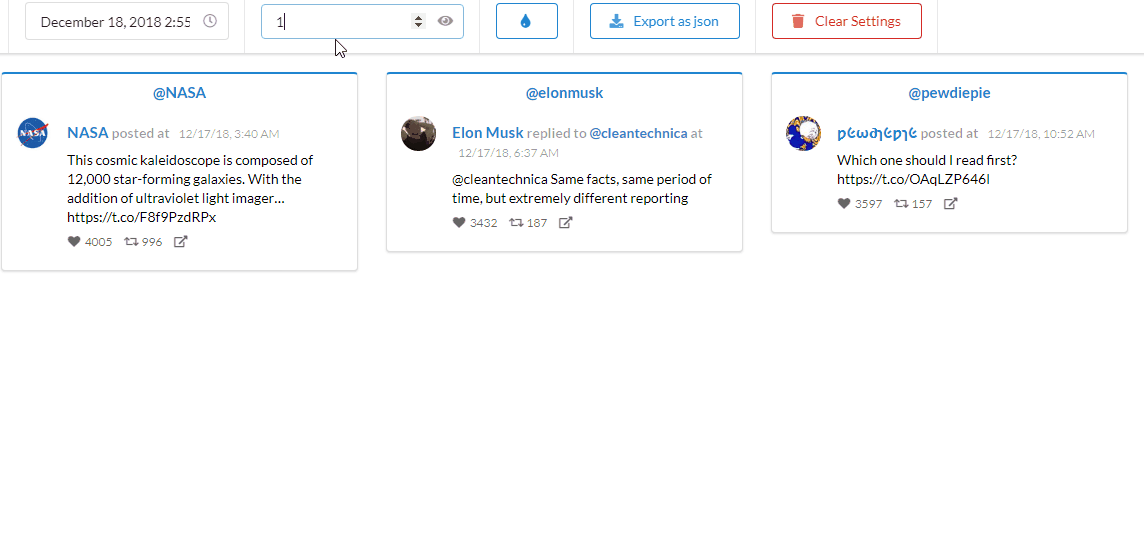 December 18, 2018 2:55
1
Export as json
Clear Settings
@NASA
NASA posted at 12/17/18, 3:40 AM
This cosmic kaleidoscope is composed of
12,000 star-forming galaxies. With the
addition of ultraviolet light imager…
https://t.co/F8f9PzdRPx
4005 996
@elonmusk
Elon Musk replied to @cleantechnica at
12/17/18, 6:37 AM
@cleantechnica Same facts, same period of
time, but extremely different reporting
3432 187
@pewdiepie
posted at 12/17/18, 10:52 AM
Which one should I read first?
https://t.co/OAqLZP646I
3597 157